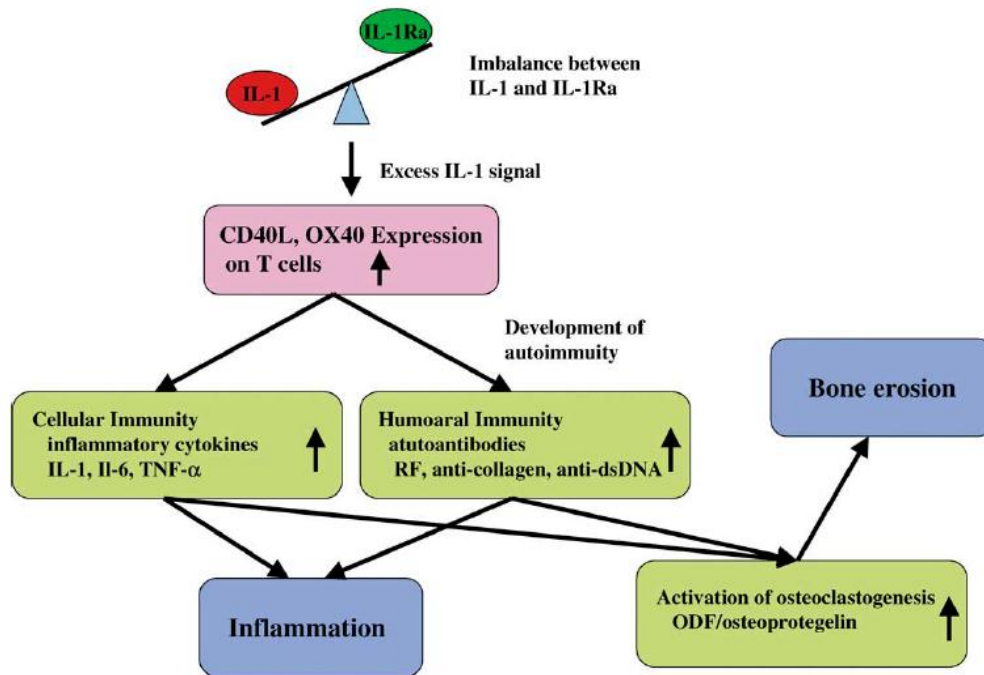 IL-1Ra
IL-1
Imbalance between
IL-1 and IL-1Ra
Excess IL-1 signal
CD40L, OX40 Expression
on T cells
Development of
autoimmuity
Bone erosion
Cellular Immunity
inflammatory cytokines
IL-1, Il-6, TNF-α
Humoaral Immunity
atutoantibodies
RF, anti-collagen, anti-dsDNA
Inflammation
Activation of osteoclastogenesis
ODF/osteoprotegelin